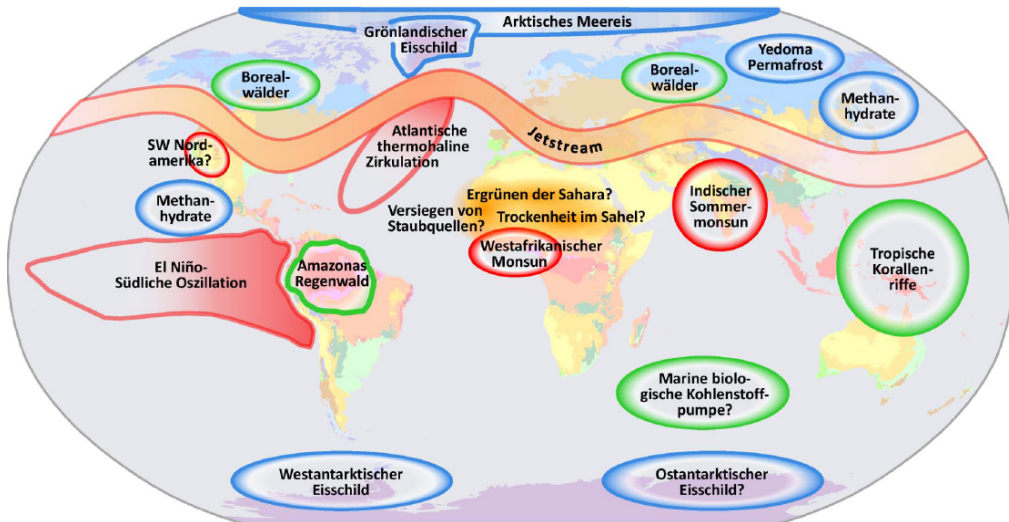 Arktisches Meereis
Grönlandischer
Eisschild
Boreal-
wälder
Boreal-
wälder
Yedoma
Permafrost
Methan-
hydrate
SW Nord-
amerika?
Atlantische
thermohaline
Zirkulation
Jetstream
Methan-
hydrate
Ergrünen der Sahara?
Versiegen von
Staubquellen?
Trockenheit im Sahel?
Indischer
Sommer-
monsun
Westafrikanischer
Monsun
El Niño-
Südliche Oszillation
Amazonas
Regenwald
Tropische
Korallen-
riffe
Marine biolo-
gische Kohlenstoff-
pumpe?
Westantarktischer
Eisschild
Ostantarktischer
Eisschild?